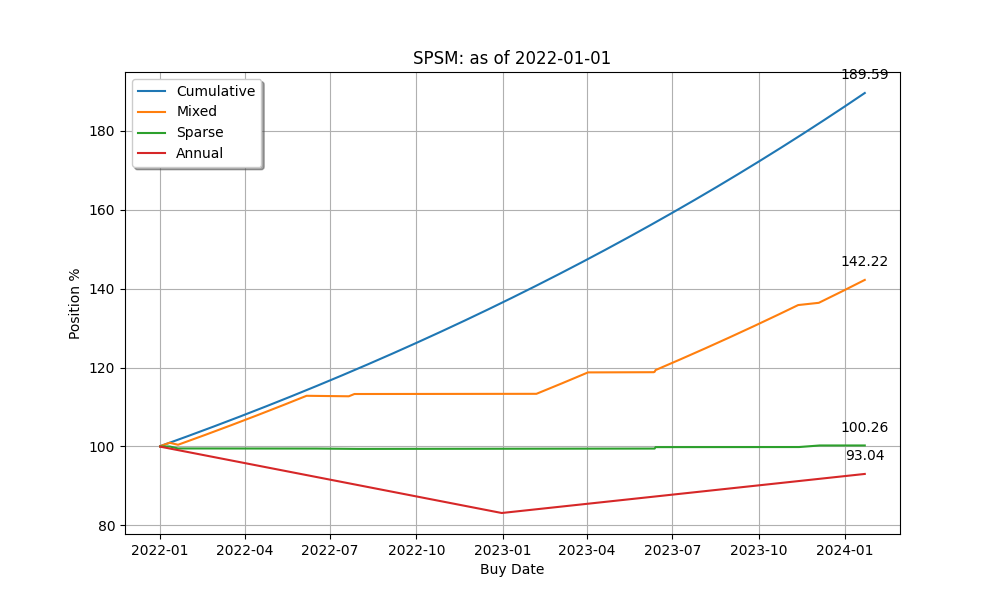 SPSM: as of 2022-01-01
189.59
Cumulative
Mixed
Sparse
Annual
180
160
142.22
140
Position %
120
100.26
100
93.04
80
2022-01 2022-04 2022-07 2022-10 2023-01 2023-04 2023-07 2023-10 2024-01
Buy Date